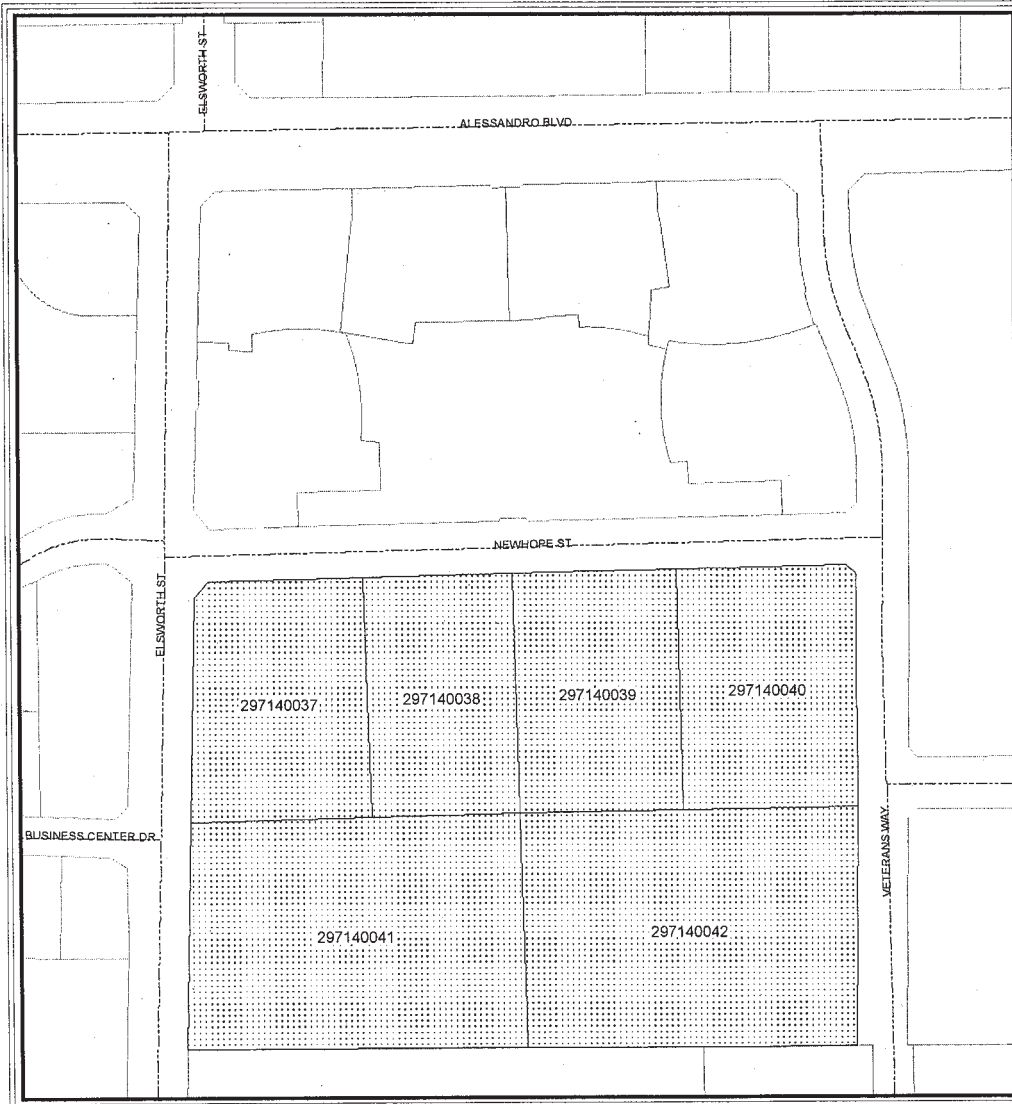 ELSWORTH ST
ALESSANDRO BLVD
NEWHOPE ST
ELSWORTH ST
297140037
297140038
297140039
297140040
BUSINESS CENTER DR
VETERANS WAY
297140041
297140042